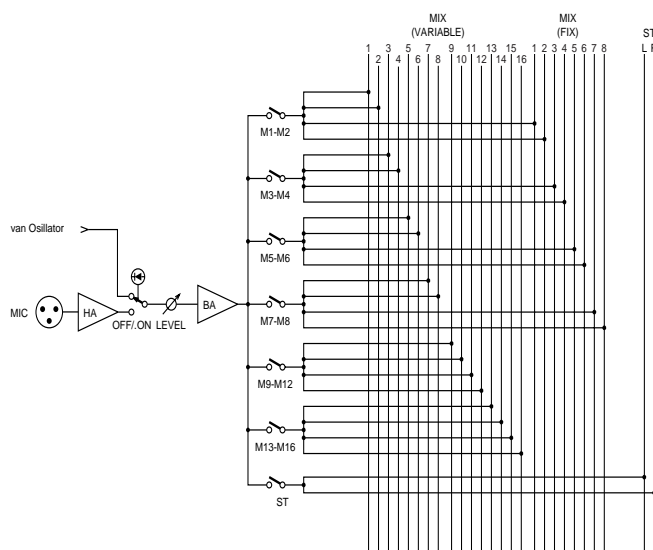 MIX MIX
(VARIABLE) (FIX) ST
1 3 5 7 9 11 13 15 1 3 5 7 L R
2 4 6 8 10 12 14 16 2 4 6 8
M1-M2
M3-M4
van Osillator
M5-M6
MIC HA OFF/.ON LEVEL BA M7-M8
M9-M12
M13-M16
ST